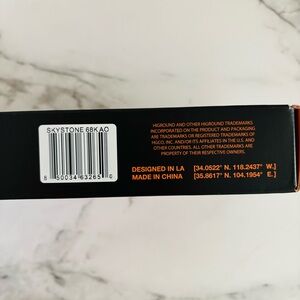 SKYSTONE 68KAO
8 50034 63265 6
HIGROUND AND OTHER HIGROUND TRADEMARKS
INCORPORATED ON THE PRODUCT AND PACKAGING
ARE TRADEMARKS OR REGISTERED TRADEMARKS OF
HGCO, INC. AND/OR ITS AFFILIATES IN THE U.S. AND
OTHER COUNTRIES. ALL OTHER TRADEMARKS ARE
PROPERTY OF THEIR RESPECTIVE OWNERS.
DESIGNED IN LA [34.0522° N. 118.2437° W.]
MADE IN CHINA [35.8617° N. 104.1954° E.]